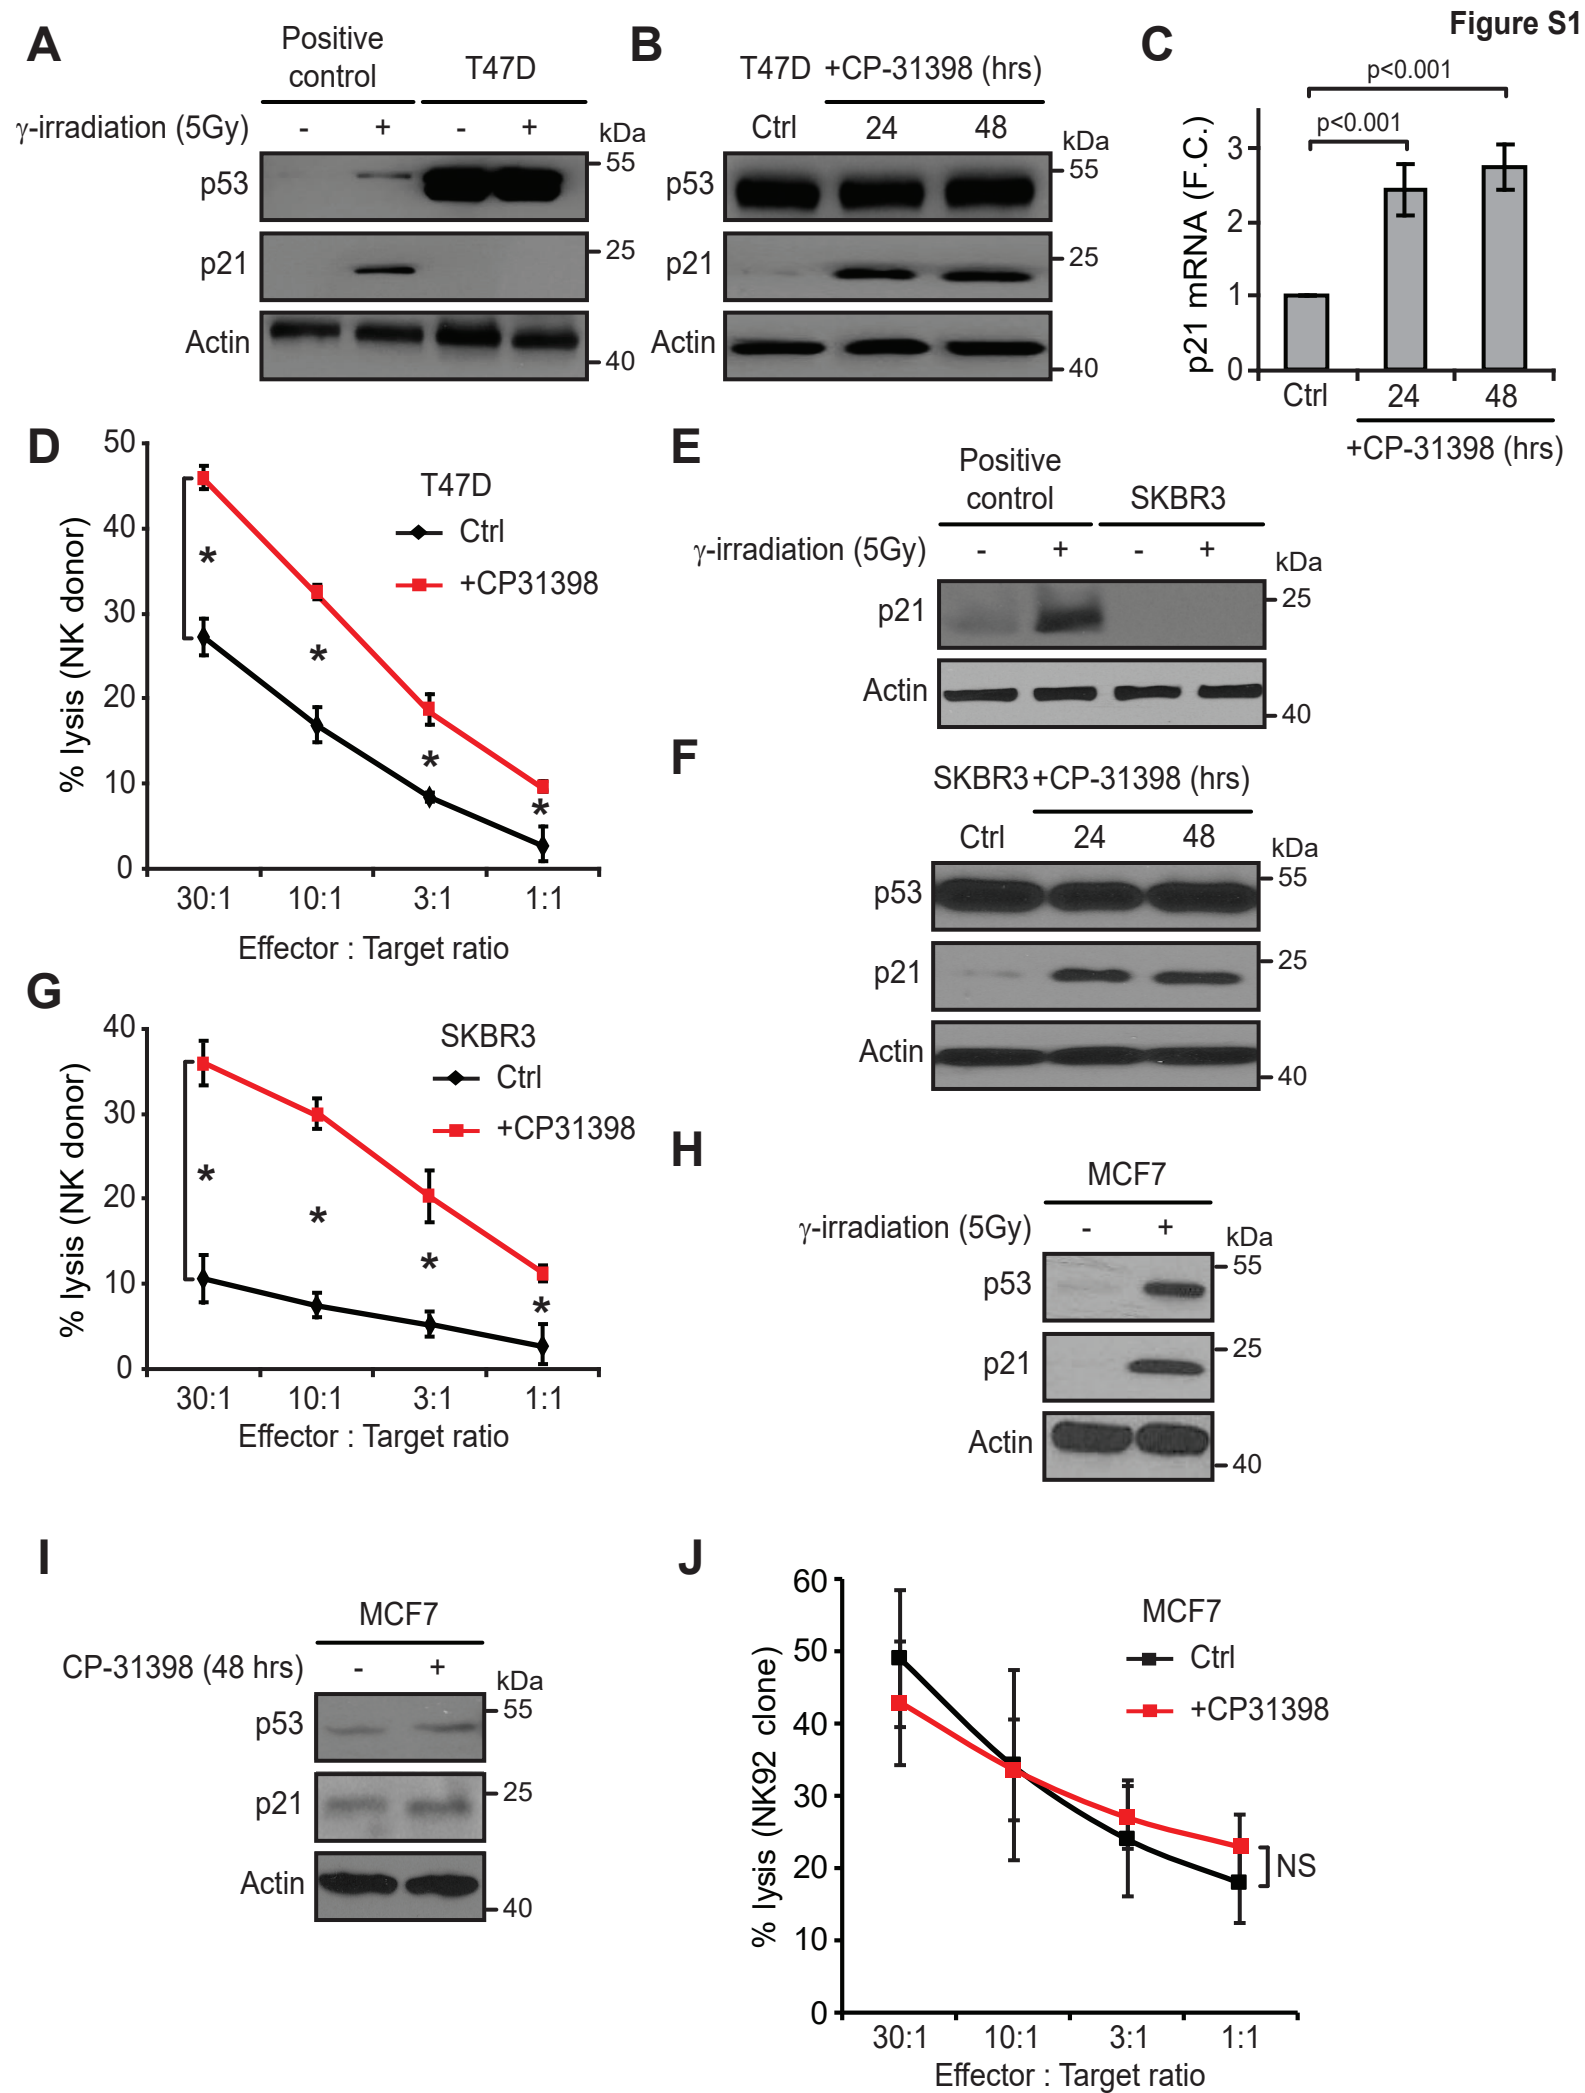 Figure S1
A
Positive
control
T47D
γ-irradiation (5Gy)
- + - +
kDa
p53
55
p21
25
Actin
40
B
T47D +CP-31398 (hrs)
Ctrl 24 48
kDa
p53
55
p21
25
Actin
40
C
p<0.001
p<0.001
p21 mRNA (F.C.)
3
2
1
0
Ctrl 24 48
+CP-31398 (hrs)
D
% lysis (NK donor)
50
40
30
20
10
0
T47D
Ctrl
+CP31398
*
*
*
*
30:1 10:1 3:1 1:1
Effector : Target ratio
E
Positive
control
SKBR3
γ-irradiation (5Gy)
- + - +
kDa
p21
25
Actin
40
F
SKBR3 +CP-31398 (hrs)
Ctrl 24 48
kDa
p53
55
p21
25
Actin
40
G
% lysis (NK donor)
40
30
20
10
0
SKBR3
Ctrl
+CP31398
*
*
*
*
30:1 10:1 3:1 1:1
Effector : Target ratio
H
MCF7
γ-irradiation (5Gy)
- +
kDa
p53
55
p21
25
Actin
40
I
MCF7
CP-31398 (48 hrs)
- +
kDa
p53
55
p21
25
Actin
40
J
% lysis (NK92 clone)
60
50
40
30
20
10
0
MCF7
Ctrl
+CP31398
NS
30:1 10:1 3:1 1:1
Effector : Target ratio